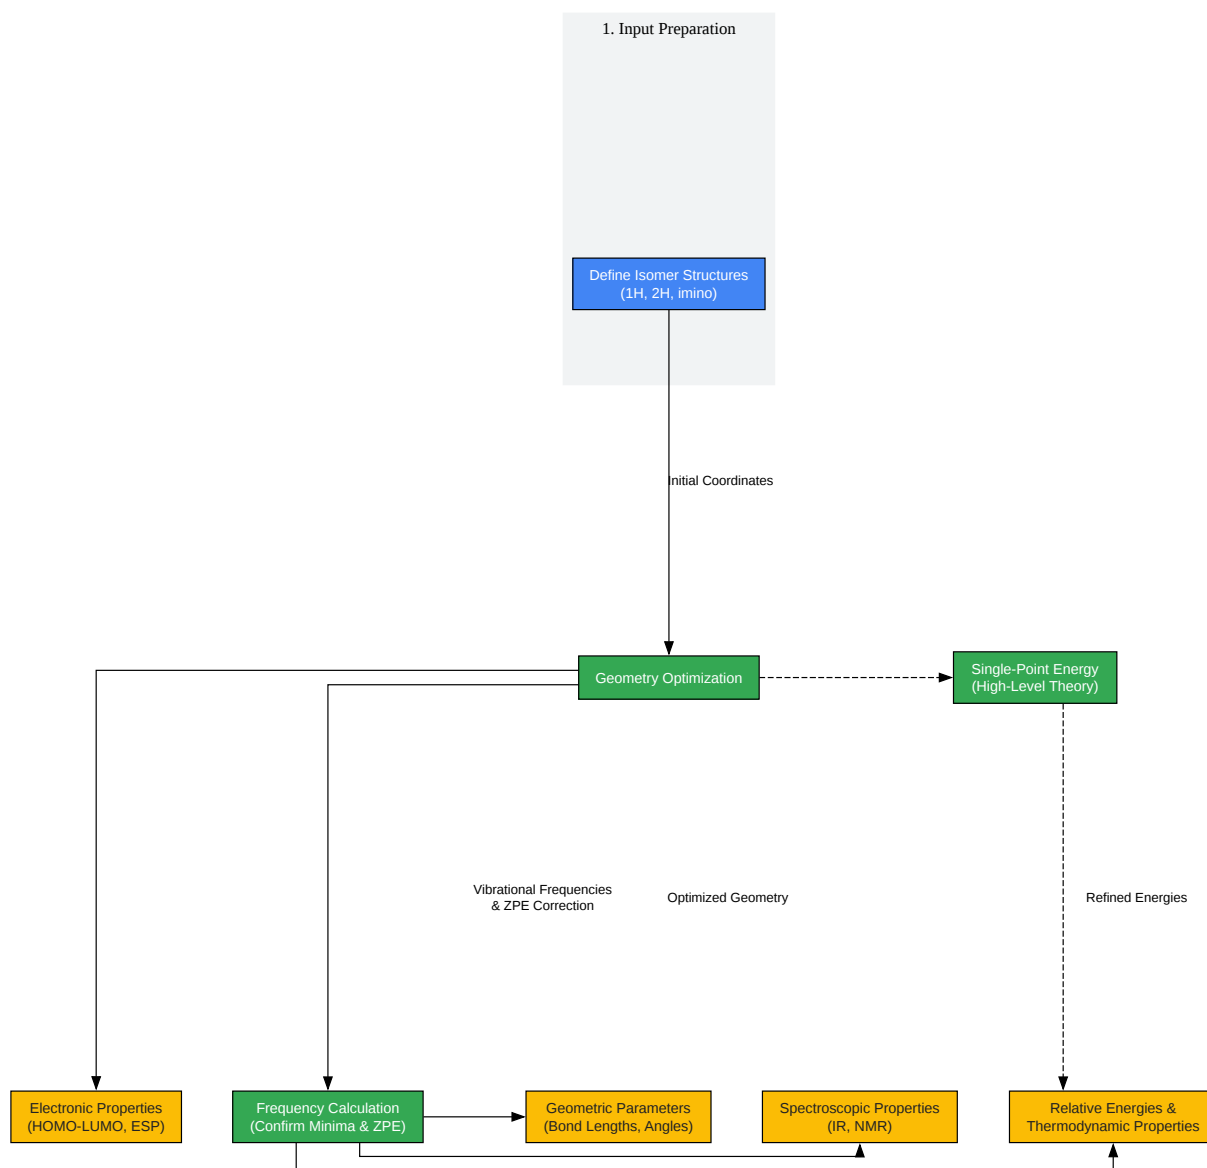 1. Input Preparation
Define Isomer Structures
(1H, 2H, imino)
Initial Coordinates
Geometry Optimization
Single-Point Energy
(High-Level Theory)
Vibrational Frequencies
& ZPE Correction
Optimized Geometry
Refined Energies
Electronic Properties
(HOMO-LUMO, ESP)
Frequency Calculation
(Confirm Minima & ZPE)
Geometric Parameters
(Bond Lengths, Angles)
Spectroscopic Properties
(IR, NMR)
Relative Energies &
Thermodynamic Properties